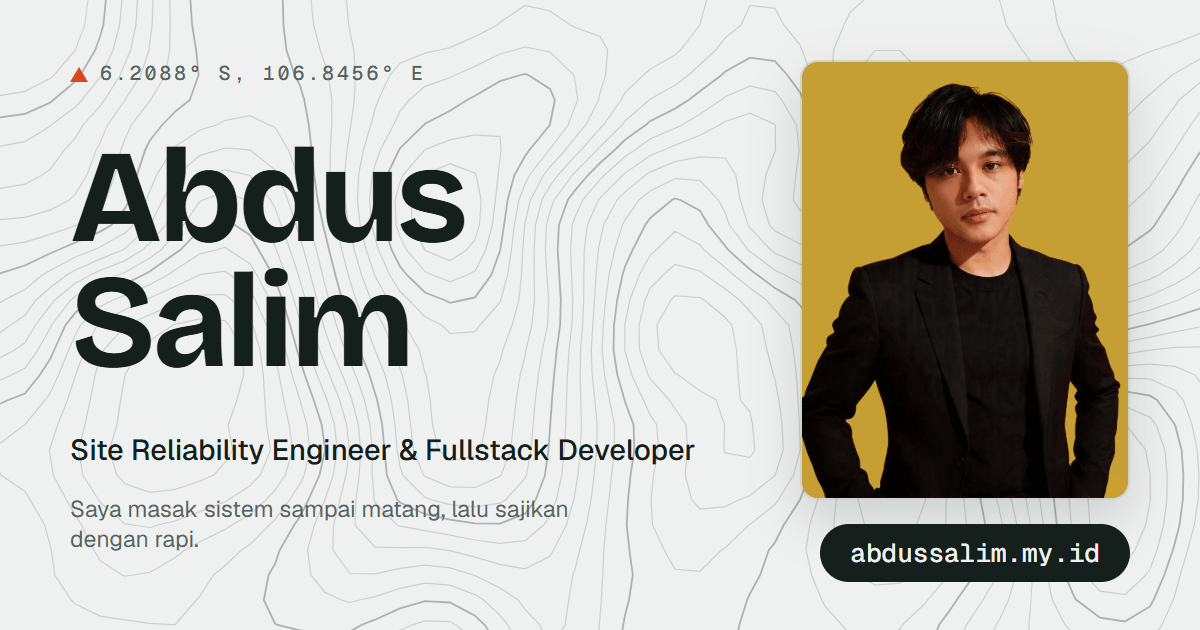 6.2088° S, 106.8456° E
Abdus
Salim
Site Reliability Engineer & Fullstack Developer
Saya masak sistem sampai matang, lalu sajikan
dengan rapi.
abdussalim.my.id